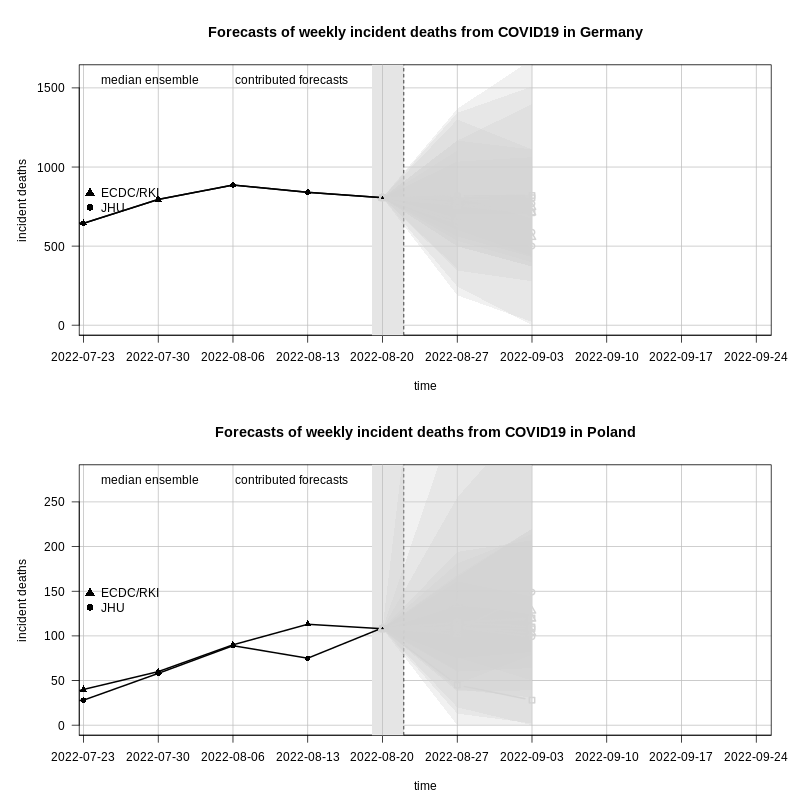 Forecasts of weekly incident deaths from COVID19 in Germany
median ensemble contributed forecasts
1500
1000
ECDC/RKI
JHU
500
0
incident deaths
2022-07-23 2022-07-30 2022-08-06 2022-08-13 2022-08-20 2022-08-27 2022-09-03 2022-09-10 2022-09-17 2022-09-24
time
Forecasts of weekly incident deaths from COVID19 in Poland
median ensemble contributed forecasts
250
200
150
ECDC/RKI
JHU
100
50
0
incident deaths
2022-07-23 2022-07-30 2022-08-06 2022-08-13 2022-08-20 2022-08-27 2022-09-03 2022-09-10 2022-09-17 2022-09-24
time